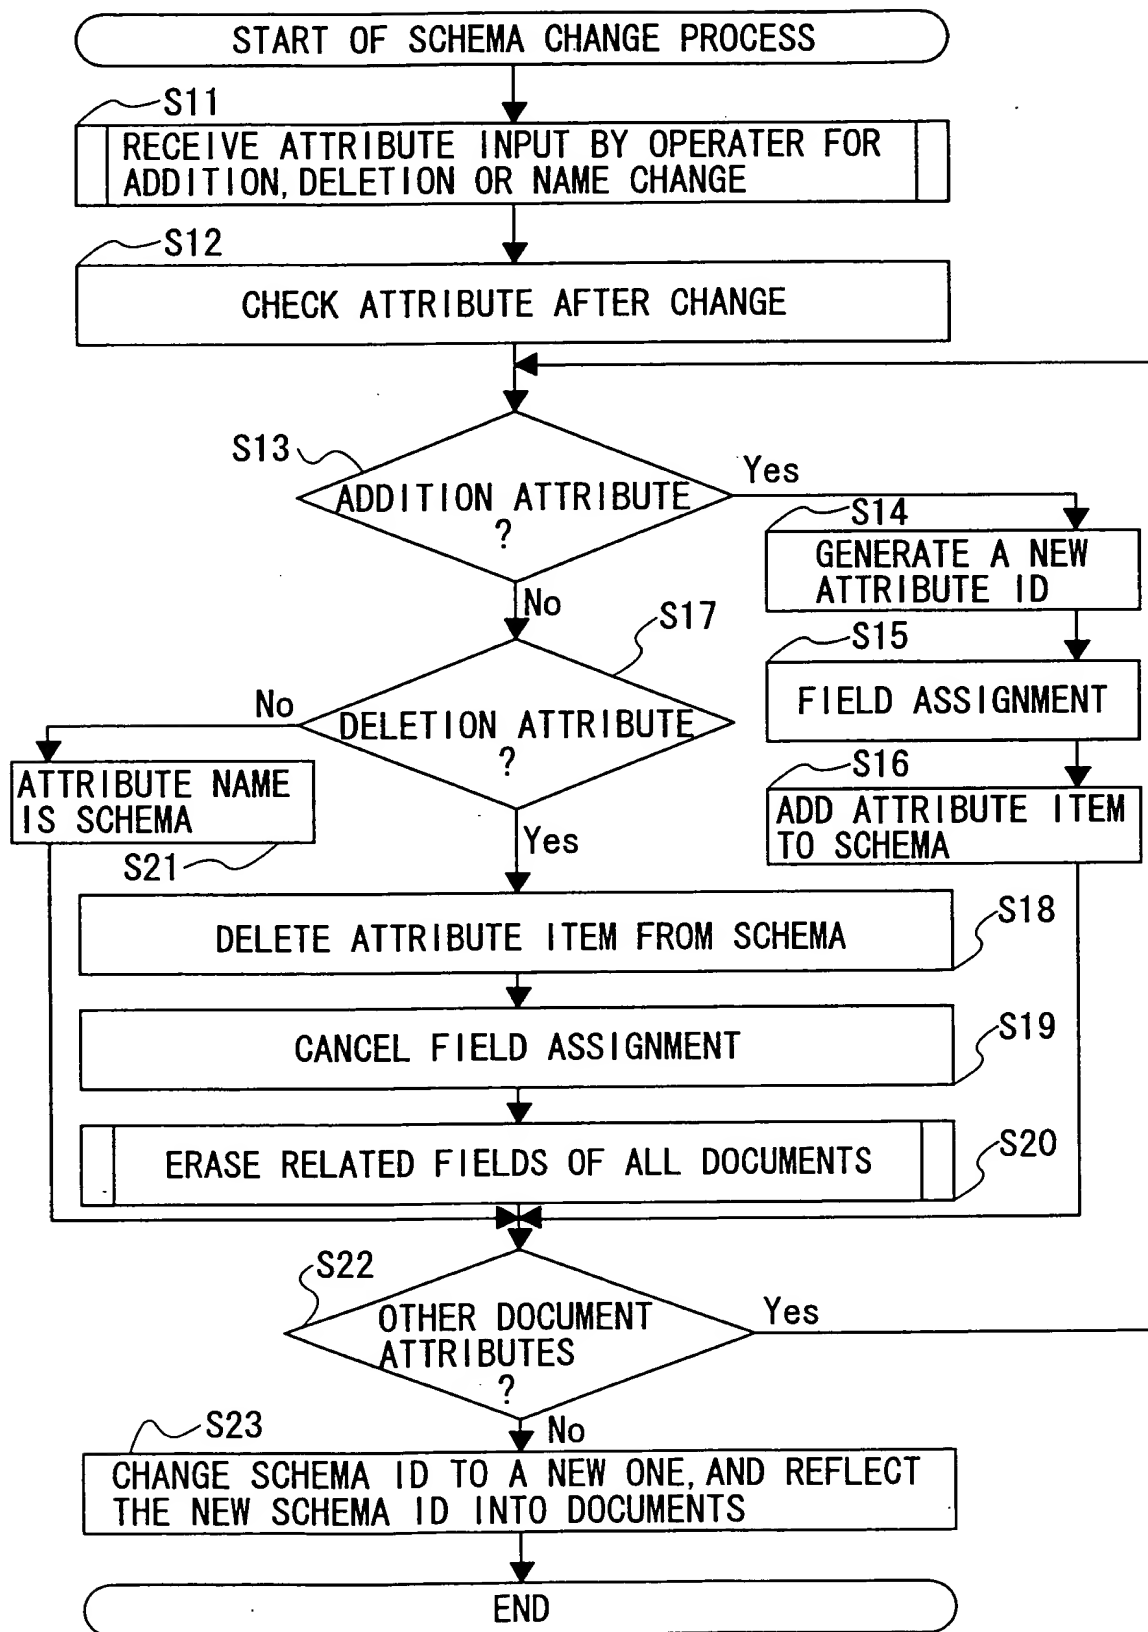 START OF SCHEMA CHANGE PROCESS
S11
RECEIVE ATTRIBUTE INPUT BY OPERATER FOR
ADDITION, DELETION OR NAME CHANGE
S12
CHECK ATTRIBUTE AFTER CHANGE
S13
ADDITION ATTRIBUTE
?
Yes
S14
GENERATE A NEW
ATTRIBUTE ID
No
S15
FIELD ASSIGNMENT
S16
ADD ATTRIBUTE ITEM
TO SCHEMA
S17
DELETION ATTRIBUTE
?
No
ATTRIBUTE NAME
IS SCHEMA
S21
Yes
DELETE ATTRIBUTE ITEM FROM SCHEMA
S18
CANCEL FIELD ASSIGNMENT
S19
ERASE RELATED FIELDS OF ALL DOCUMENTS
S20
S22
OTHER DOCUMENT
ATTRIBUTES
?
Yes
No
S23
CHANGE SCHEMA ID TO A NEW ONE, AND REFLECT
THE NEW SCHEMA ID INTO DOCUMENTS
END